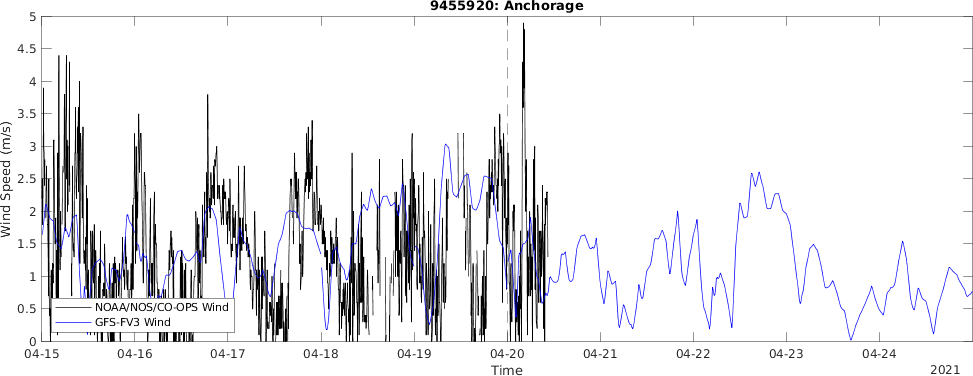 9455920: Anchorage
Wind Speed (m/s)
5
4.5
4
3.5
3
2.5
2
1.5
1
0.5
0
NOAA/NOS/CO-OPS Wind
GFS-FV3 Wind
04-15 04-16 04-17 04-18 04-19 04-20 04-21 04-22 04-23 04-24
Time
2021